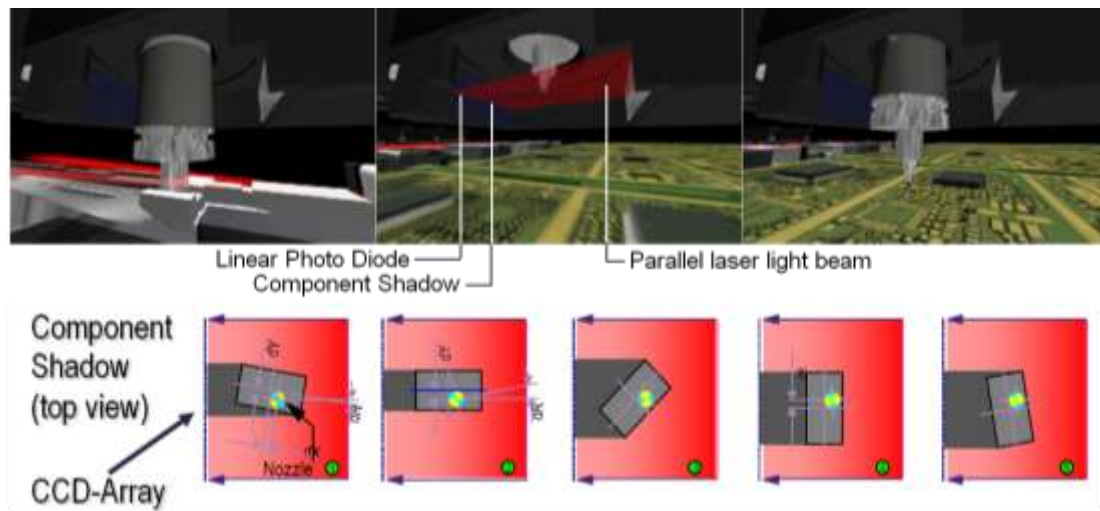 Linear Photo Diode
Component Shadow
Parallel laser light beam
Component
Shadow
(top view)
CCD-Array
Nozzle